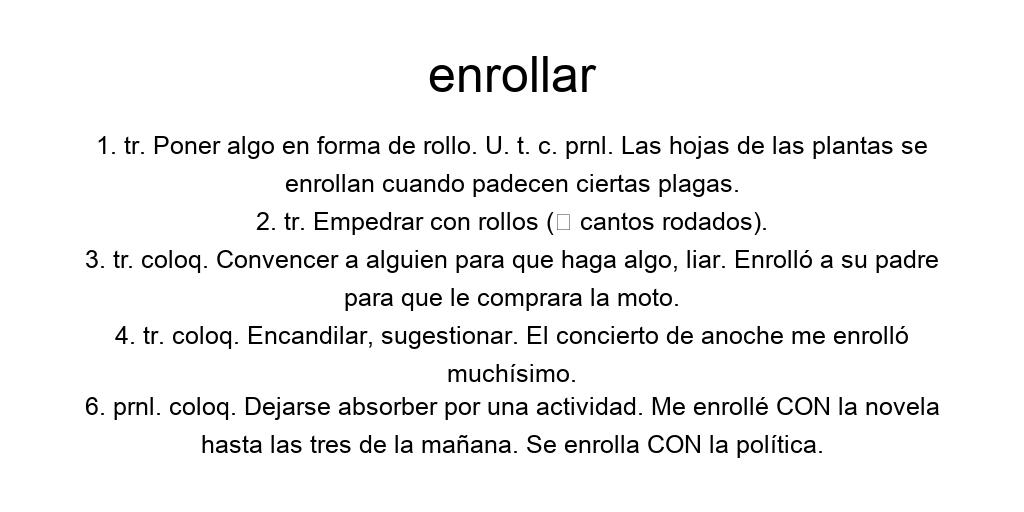 enrollar
1. tr. Poner algo en forma de rollo. U. t. c. prnl. Las hojas de las plantas se
enrollan cuando padecen ciertas plagas.
2. tr. Empedrar con rollos (□ cantos rodados).
3. tr. coloq. Convencer a alguien para que haga algo, liar. Enrolló a su padre
para que le comprara la moto.
4. tr. coloq. Encandilar, sugestionar. El concierto de anoche me enrolló
muchísimo.
6. prnl. coloq. Dejarse absorber por una actividad. Me enrollé CON la novela
hasta las tres de la mañana. Se enrolla CON la política.